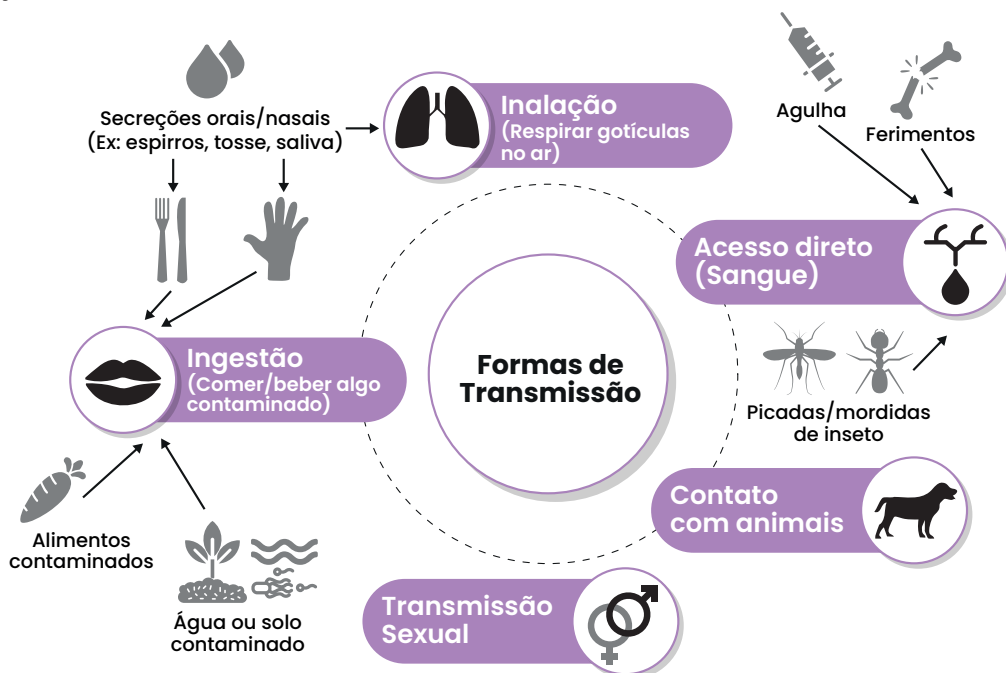 Secreções orais/nasais
(Ex: espirros, tosse, saliva)
Inalação
(Respirar gotículas
no ar)
Agulha
Ferimentos
Acesso direto
(Sangue)
Picadas/mordidas
de inseto
Formas de
Transmissão
Ingestão
(Comer/beber algo
contaminado)
Alimentos
contaminados
Água ou solo
contaminado
Contato
com animais
Transmissão
Sexual